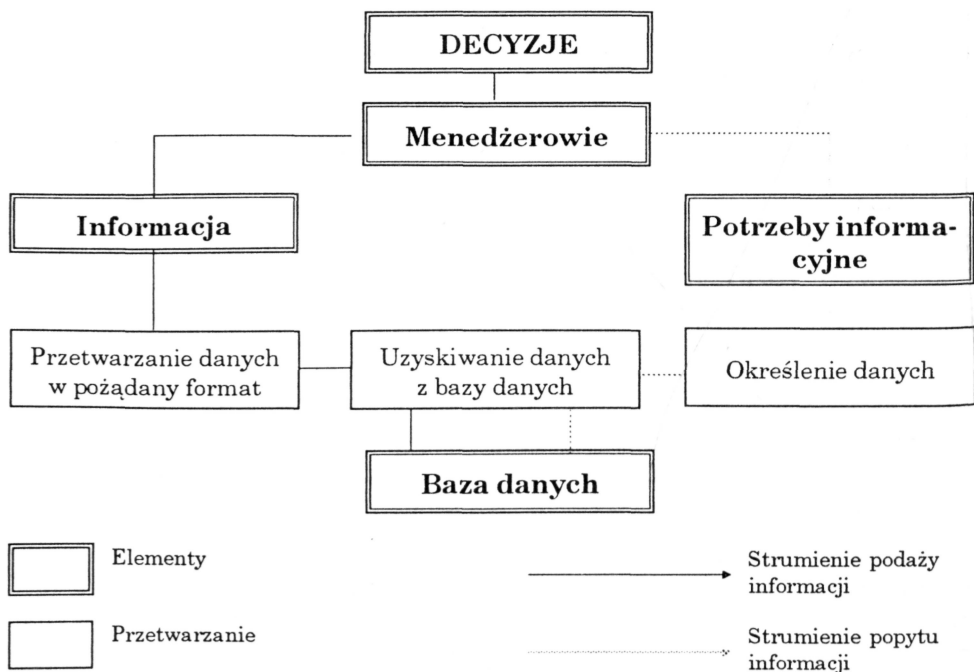 DECYZJE
Menedżerowie
Informacja
Potrzeby informa-
cyjne
Przetwarzanie danych
w pożądany format
Uzyskiwanie danych
z bazy danych
Określenie danych
Baza danych
Elementy
Strumienie podaży
informacji
Przetwarzanie
Strumienie popytu
informacji